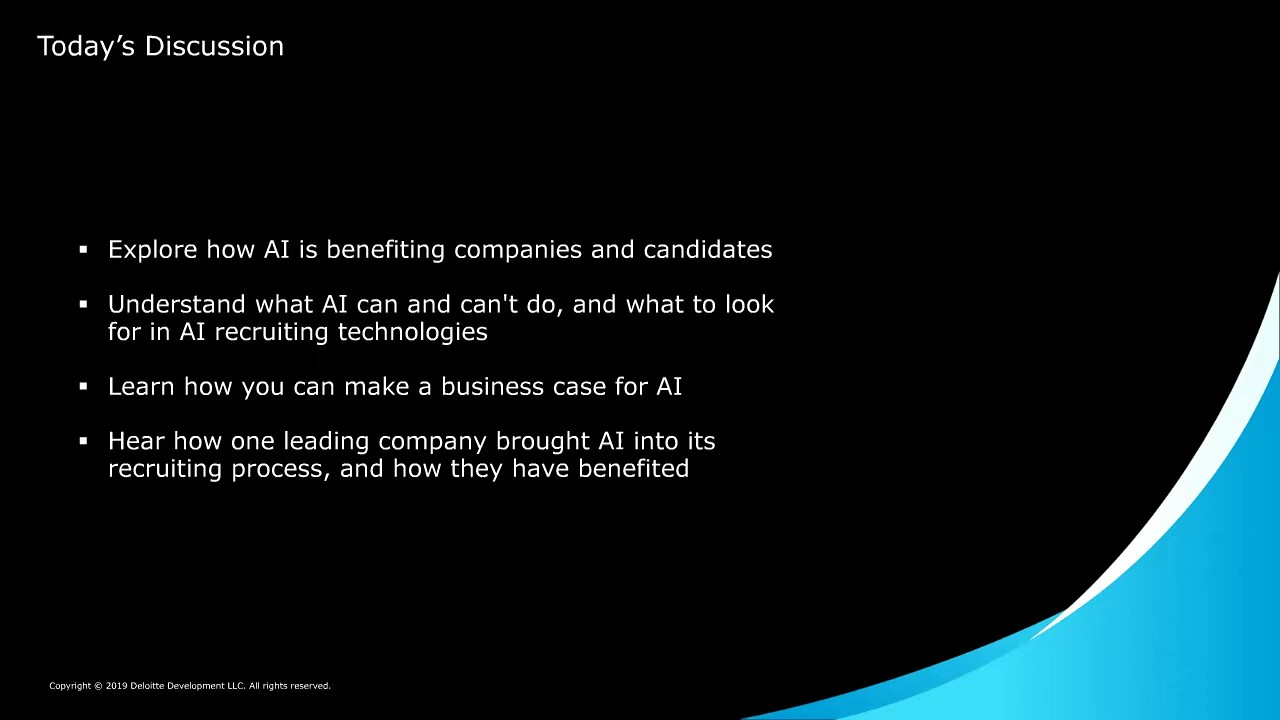 Today’s Discussion
▪ Explore how AI is benefiting companies and candidates
▪ Understand what AI can and can't do, and what to look
for in AI recruiting technologies
▪ Learn how you can make a business case for AI
▪ Hear how one leading company brought AI into its
recruiting process, and how they have benefited
Copyright © 2019 Deloitte Development LLC. All rights reserved.